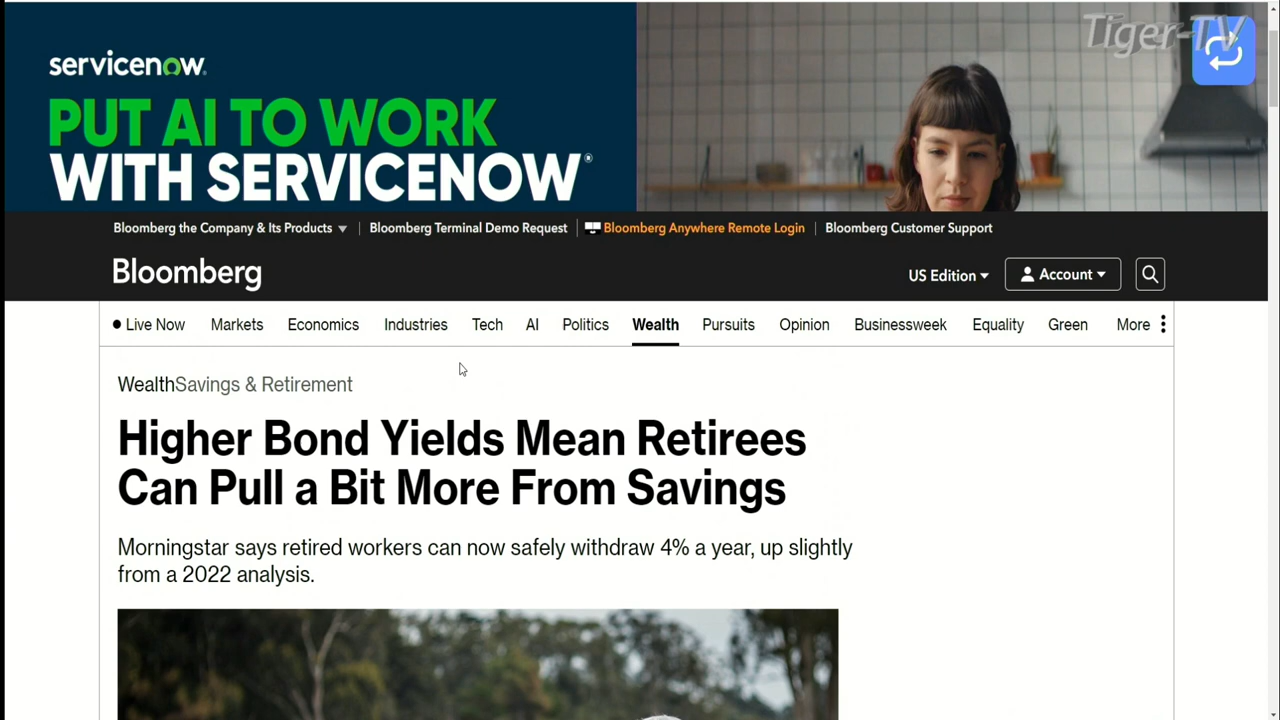 Tiger-TV
servicenow.
PUT AI TO WORK
WITH SERVICENOW®
Bloomberg the Company & Its Products
Bloomberg Terminal Demo Request
Bloomberg Anywhere Remote Login
Bloomberg Customer Support
Bloomberg
US Edition
Account
Live Now Markets Economics Industries Tech AI Politics Wealth Pursuits Opinion Businessweek Equality Green More
WealthSavings & Retirement
Higher Bond Yields Mean Retirees
Can Pull a Bit More From Savings
Morningstar says retired workers can now safely withdraw 4% a year, up slightly
from a 2022 analysis.